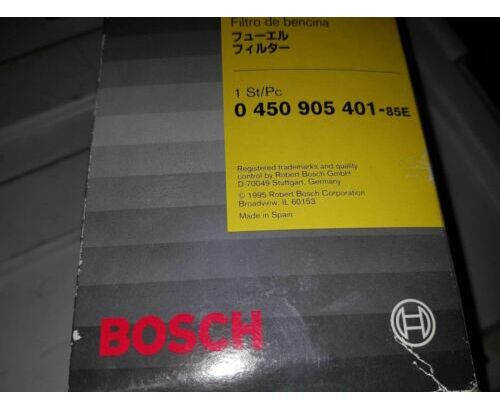 Filtro de bencina
フューエル
フィルター
1 St/Pc
0 450 905 401-85E
Registered trademarks and quality
control by Robert Bosch GmbH
D-70049 Stuttgart, Germany
© 1995 Robert Bosch Corporation
Broadview, IL 60153
Made in Spain
BOSCH